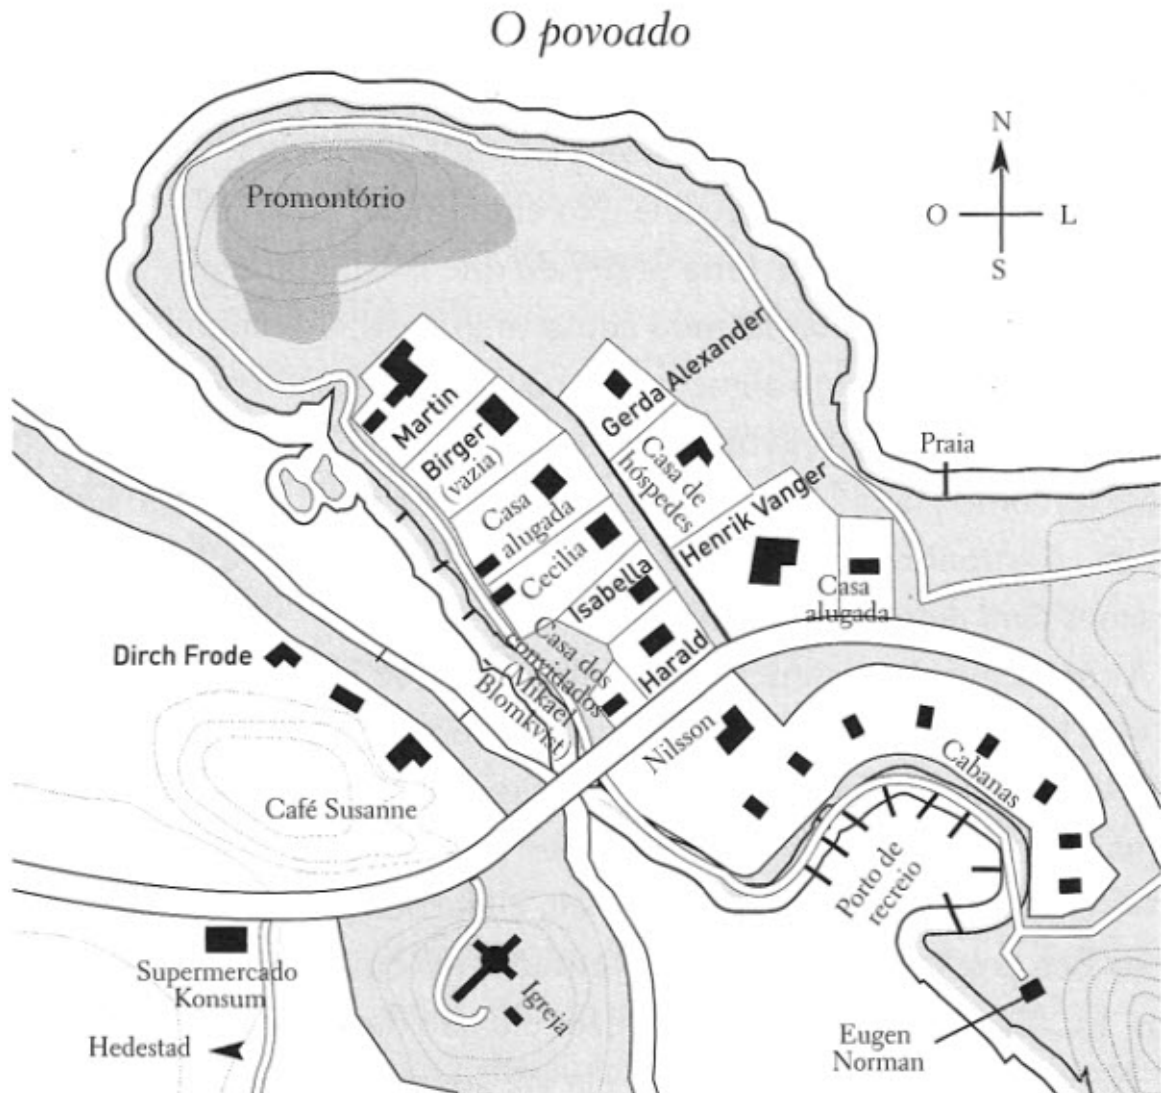 O povoado
N
O
L
S
Promontório
Martin
Birger
(vazia)
Casa
alugada
Cecilia
Isabella
Harald
Casa dos
convidados
(Mikael
Blomkvist)
Gerda Alexander
Casa de
hóspedes
Henrik Vanger
Casa
alugada
Praia
Dirch Frode
Café Susanne
Nilsson
Cabanas
Porto de
recreio
Supermercado
Konsum
Igreja
Hedestad
Eugen
Norman